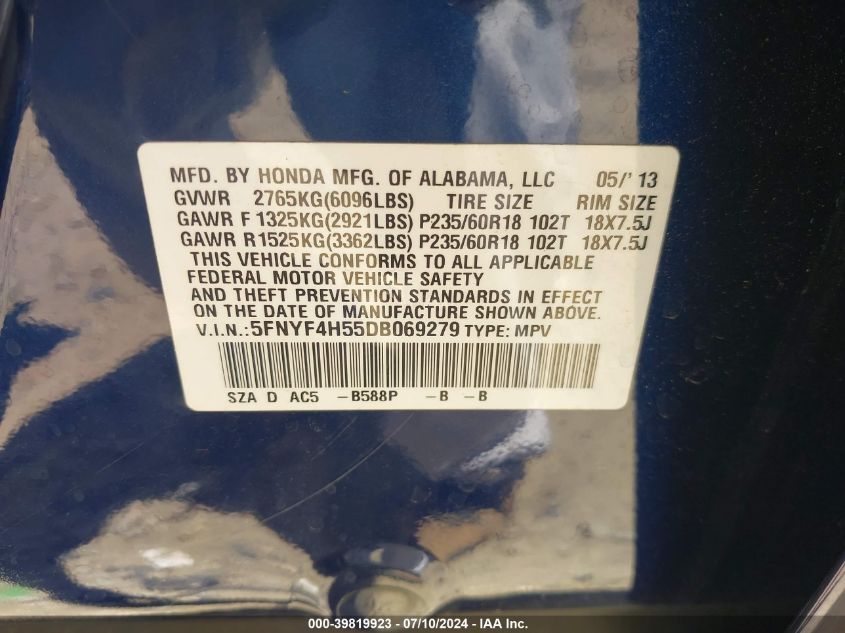 MFD. BY HONDA MFG. OF ALABAMA, LLC 05/' 13
GVWR 2765KG(6096LBS) TIRE SIZE RIM SIZE
GAWR F 1325KG(2921LBS) P235/60R18 102T 18X7.5J
GAWR R1525KG(3362LBS) P235/60R18 102T 18X7.5J
THIS VEHICLE CONFORMS TO ALL APPLICABLE
FEDERAL MOTOR VEHICLE SAFETY
AND THEFT PREVENTION STANDARDS IN EFFECT
ON THE DATE OF MANUFACTURE SHOWN ABOVE.
V.I.N.:5FNYF4H55DB069279 TYPE: MPV
SZA D AC5 -B588P -B -B
000-39819923 - 07/10/2024 - IAA Inc.